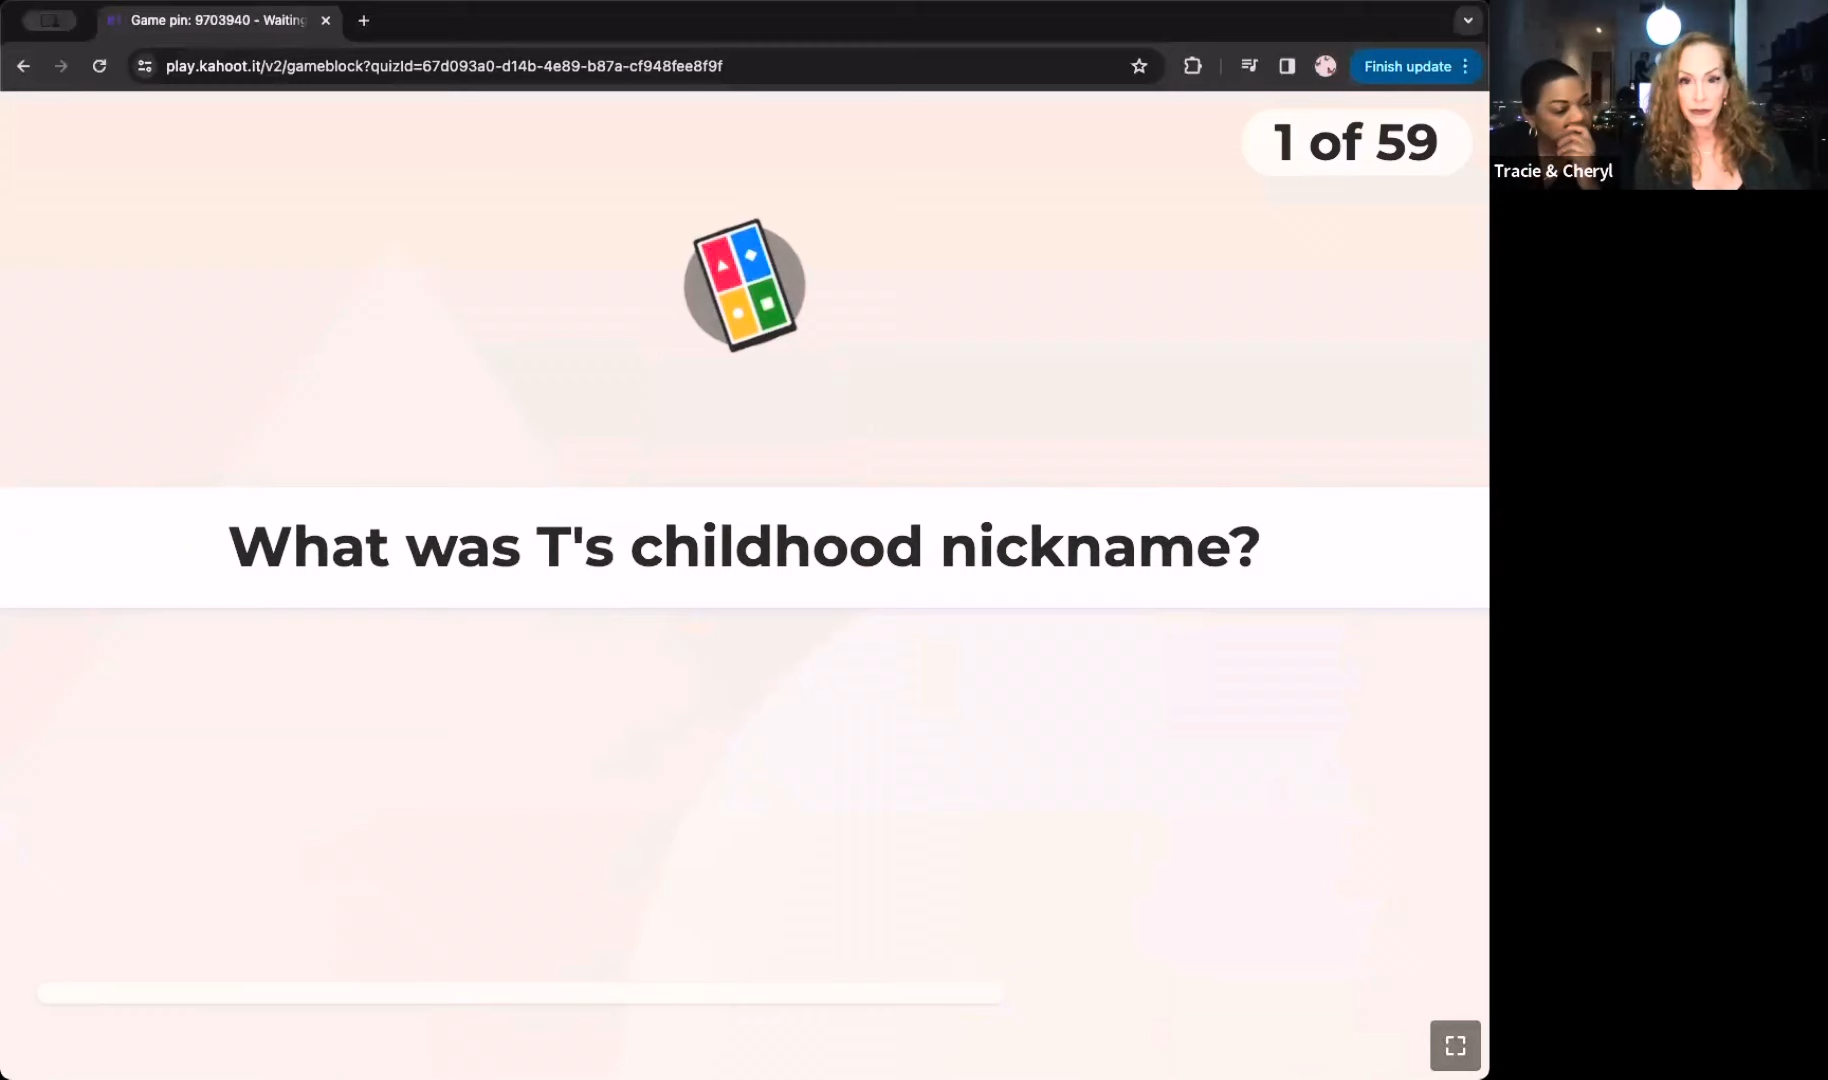 Game pin: 9703940 - Waiting
play.kahoot.it/v2/gameblock?quizId=67d093a0-d14b-4e89-b87a-cf948fee8f9f
Finish update
1 of 59
Tracie & Cheryl
What was T's childhood nickname?